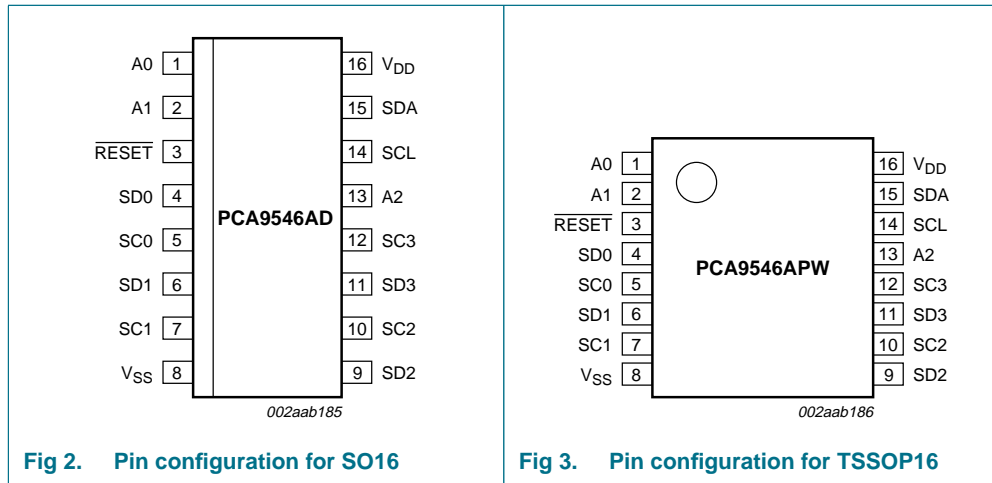 A0 1 16 VDD
A1 2 15 SDA
RESET 3 14 SCL
SD0 4 13 A2
PCA9546AD
SC0 5 12 SC3
SD1 6 11 SD3
SC1 7 10 SC2
VSS 8 9 SD2
002aab185
Fig 2. Pin configuration for SO16
A0 1 16 VDD
A1 2 15 SDA
RESET 3 14 SCL
SD0 4 13 A2
PCA9546APW
SC0 5 12 SC3
SD1 6 11 SD3
SC1 7 10 SC2
VSS 8 9 SD2
002aab186
Fig 3. Pin configuration for TSSOP16